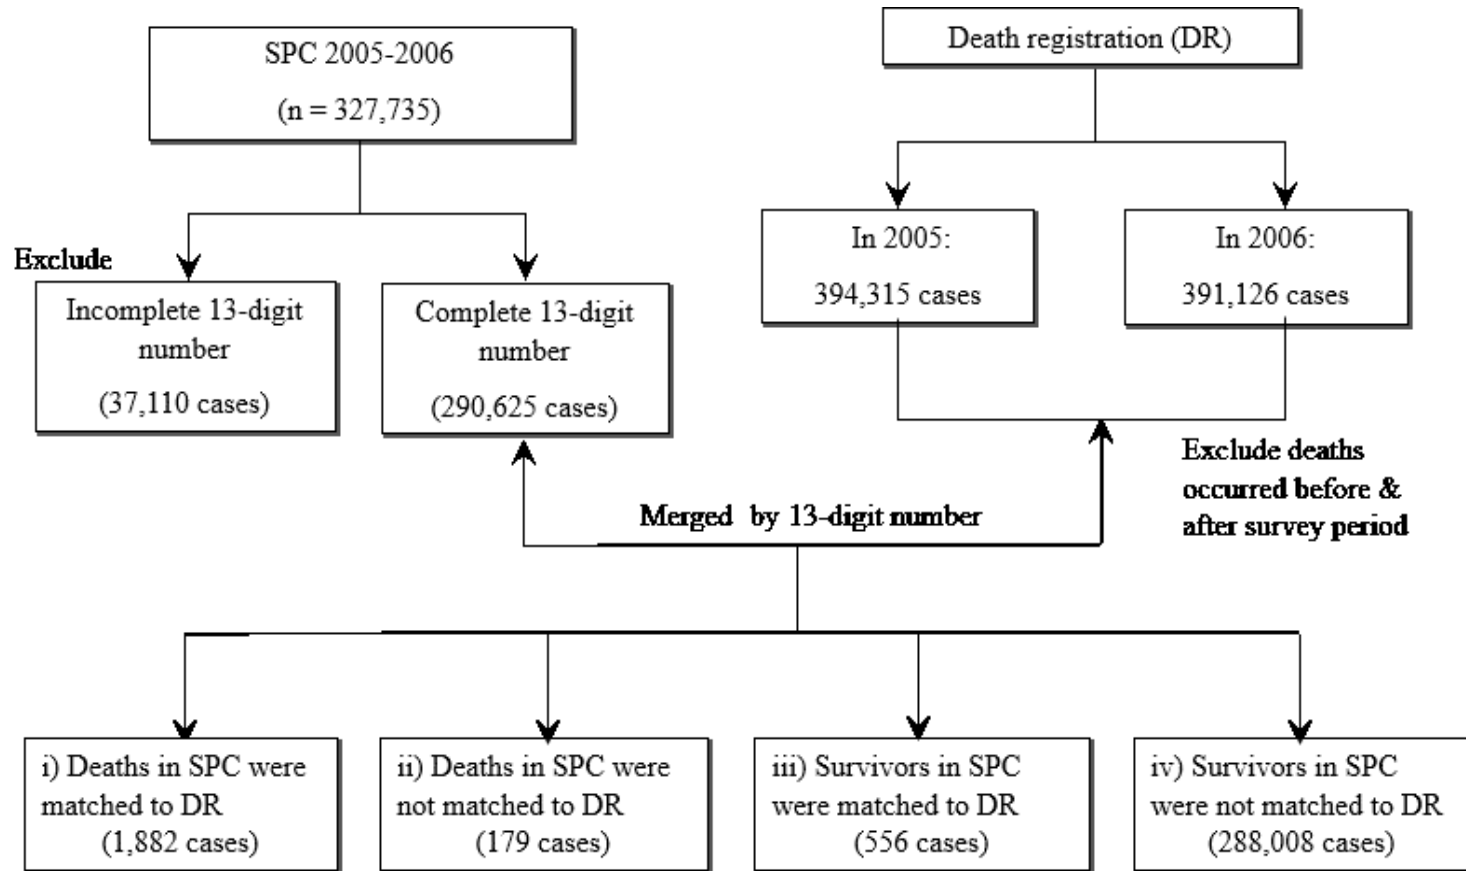 SPC 2005-2006
(n = 327,735)
Death registration (DR)
Exclude
Incomplete 13-digit
number
(37,110 cases)
Complete 13-digit
number
(290,625 cases)
In 2005:
394,315 cases
In 2006:
391,126 cases
Exclude deaths
occurred before &
after survey period
Merged by 13-digit number
i) Deaths in SPC were
matched to DR
(1,882 cases)
ii) Deaths in SPC were
not matched to DR
(179 cases)
iii) Survivors in SPC
were matched to DR
(556 cases)
iv) Survivors in SPC
were not matched to DR
(288,008 cases)